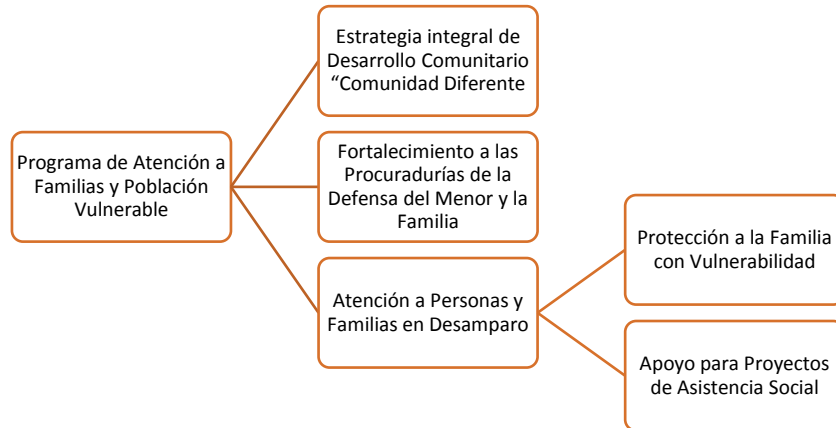 Estrategia integral de
Desarrollo Comunitario
“Comunidad Diferente
Programa de Atención a
Familias y Población
Vulnerable
Fortalecimiento a las
Procuradurías de la
Defensa del Menor y la
Familia
Atención a Personas y
Familias en Desamparo
Protección a la Familia
con Vulnerabilidad
Apoyo para Proyectos
de Asistencia Social